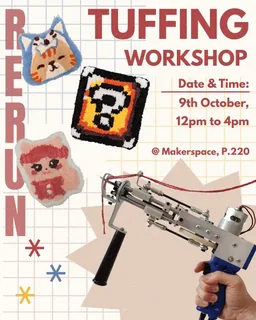 RERUN
TUFFING
WORKSHOP
Date & Time:
9th October,
12pm to 4pm
@ Makerspace, P.220
?